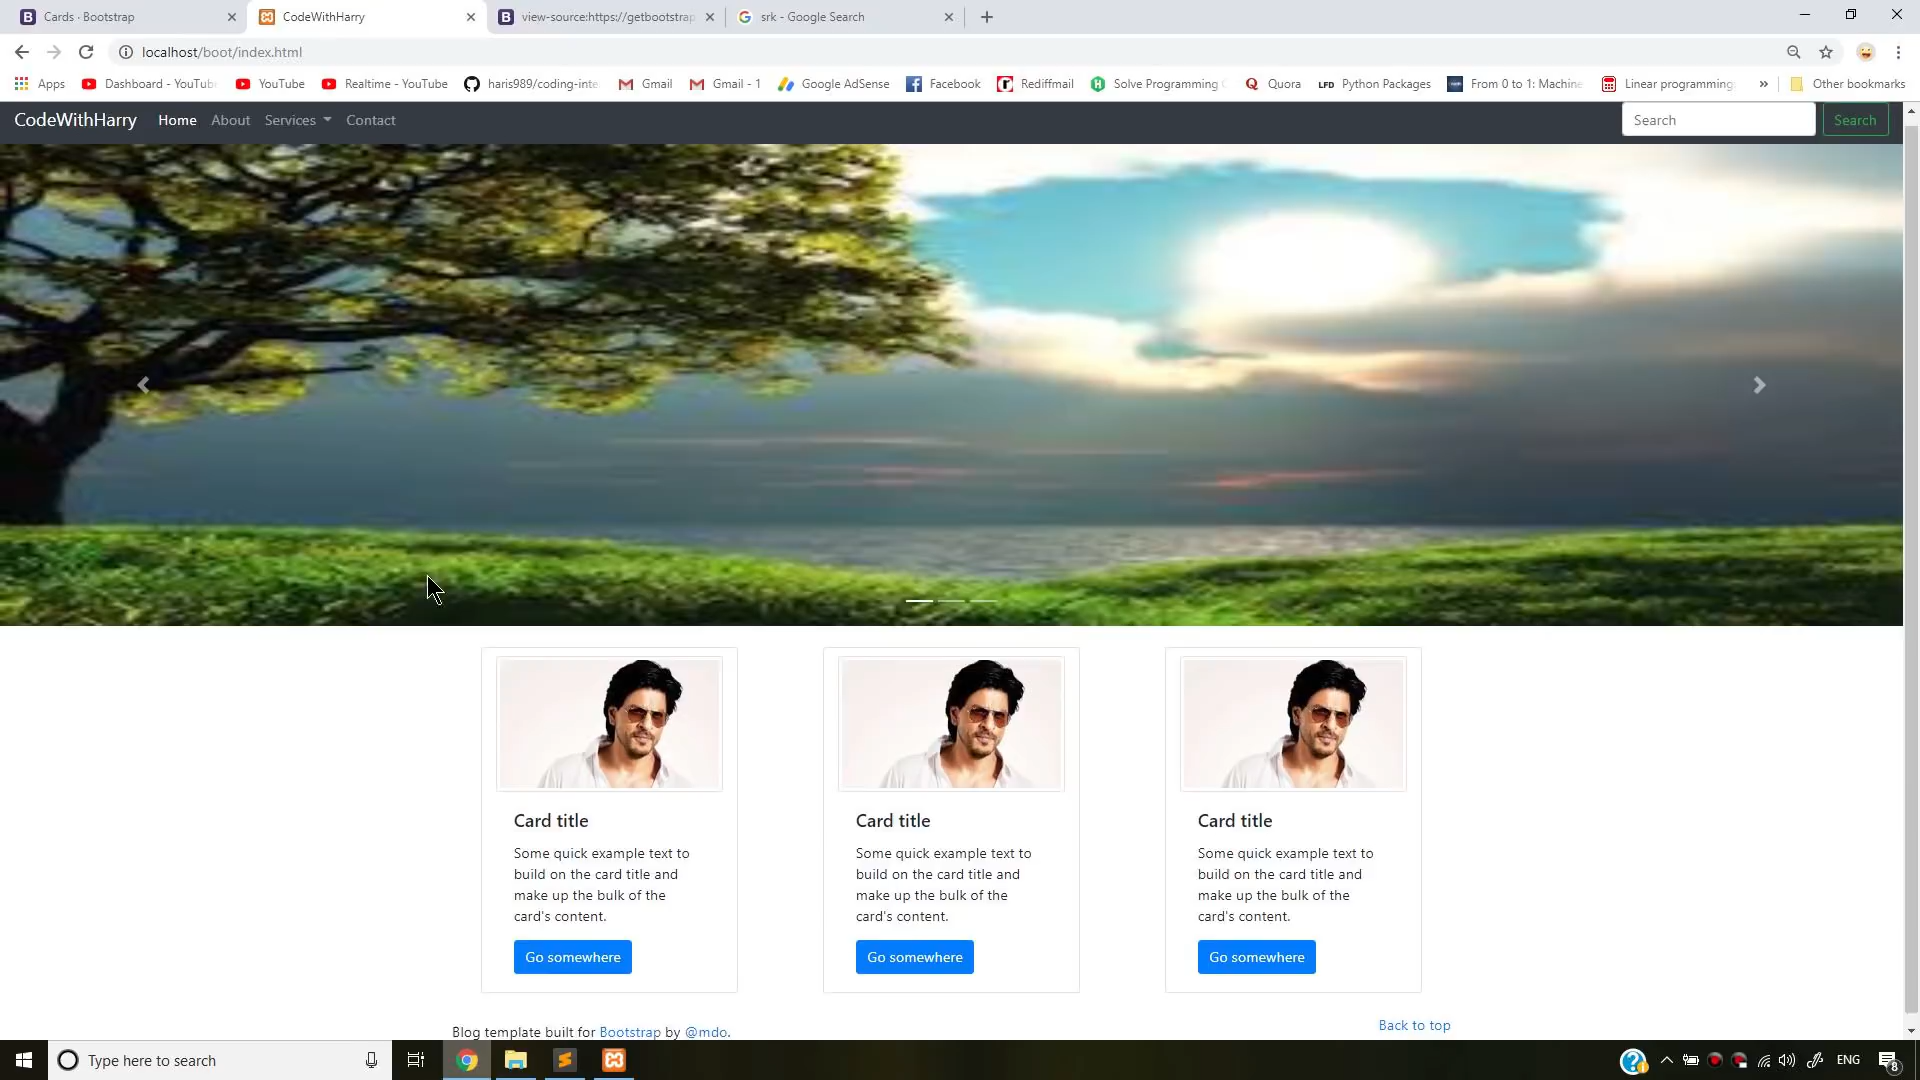 Cards · Bootstrap
CodeWithHarry
view-source:https://getbootstrap
srk - Google Search
localhost/boot/index.html
Apps
Dashboard - YouTube
YouTube
Realtime - YouTube
haris989/coding-inte
Gmail
Gmail - 1
Google AdSense
Facebook
Rediffmail
Solve Programming
Quora
LFD Python Packages
From 0 to 1: Machine
Linear programming
»
Other bookmarks
CodeWithHarry Home About Services Contact
Search
Search
Card title
Some quick example text to
build on the card title and
make up the bulk of the
card's content.
Go somewhere
Card title
Some quick example text to
build on the card title and
make up the bulk of the
card's content.
Go somewhere
Card title
Some quick example text to
build on the card title and
make up the bulk of the
card's content.
Go somewhere
Blog template built for Bootstrap by @mdo.
Back to top
Type here to search
ENG
8